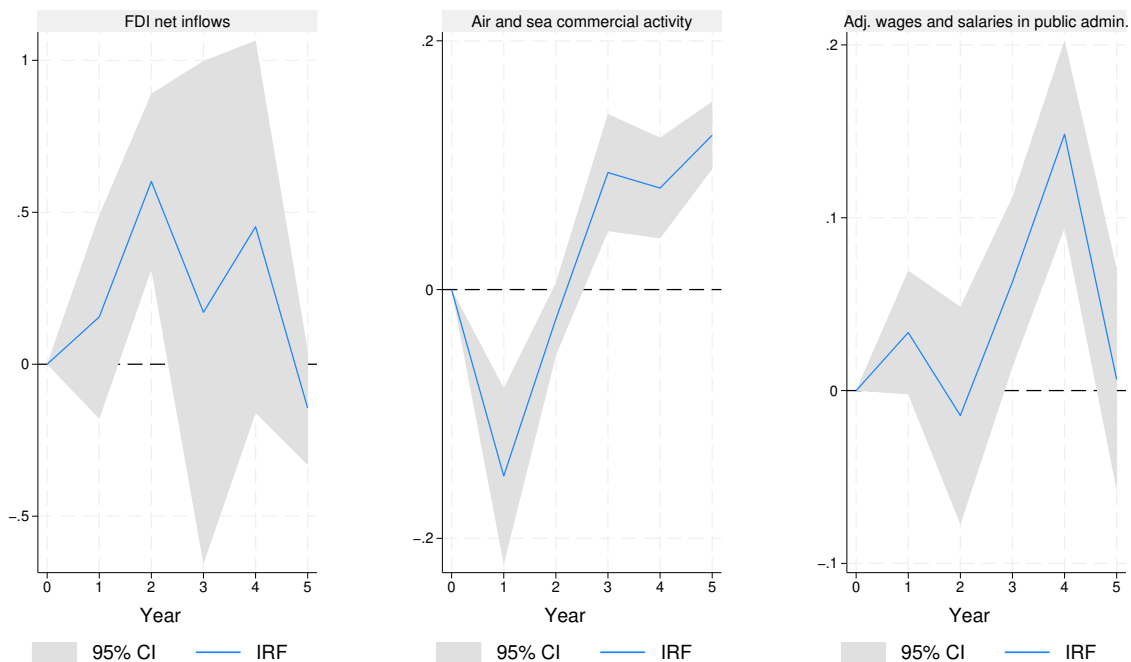 FDI net inflows
1
.5
0
-.5
0 1 2 3 4 5
Year
95% CI IRF
Air and sea commercial activity
.2
0
-.2
0 1 2 3 4 5
Year
95% CI IRF
Adj. wages and salaries in public admin.
.2
.1
0
-.1
0 1 2 3 4 5
Year
95% CI IRF